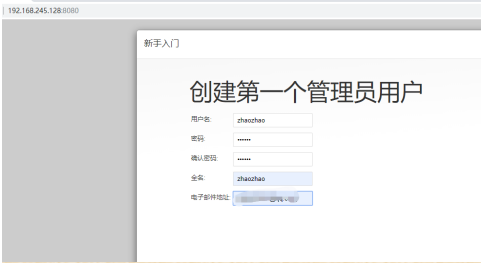 192.168.245.128:8080
新手入门
创建第一个管理员用户
用户名: zhaozhao
密码: ••••••
确认密码: ••••••
全名: zhaozhao
电子邮件地址: